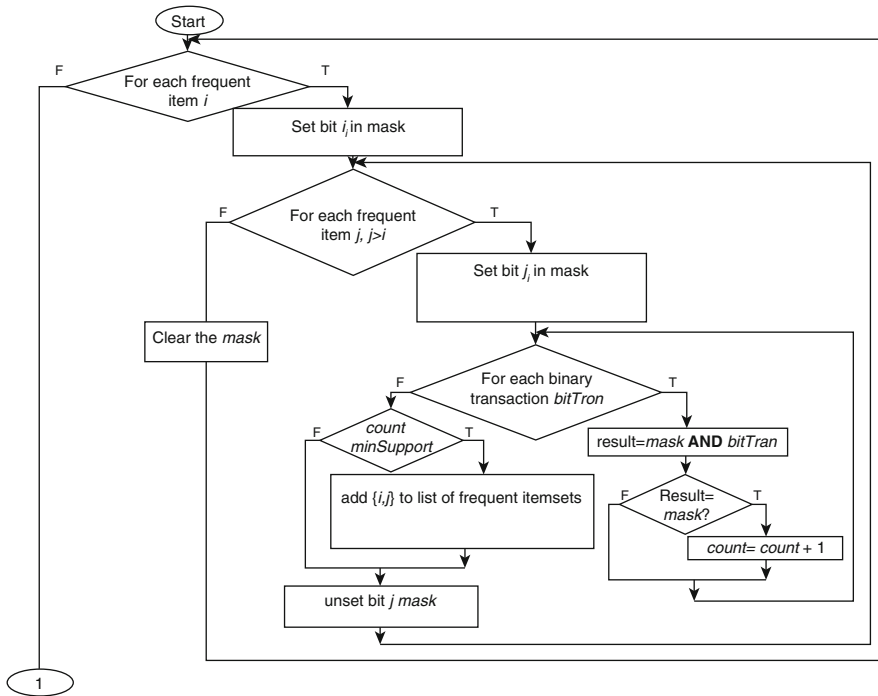 Start
F
For each frequent
item i
T
Set bit i_i in mask
F
For each frequent
item j, j>i
T
Set bit j_i in mask
Clear the mask
F
For each binary
transaction bitTron
T
F
count
minSupport
T
result=mask AND bitTran
add {i,j} to list of frequent itemsets
F
Result=
mask?
T
count= count + 1
unset bit j mask
1